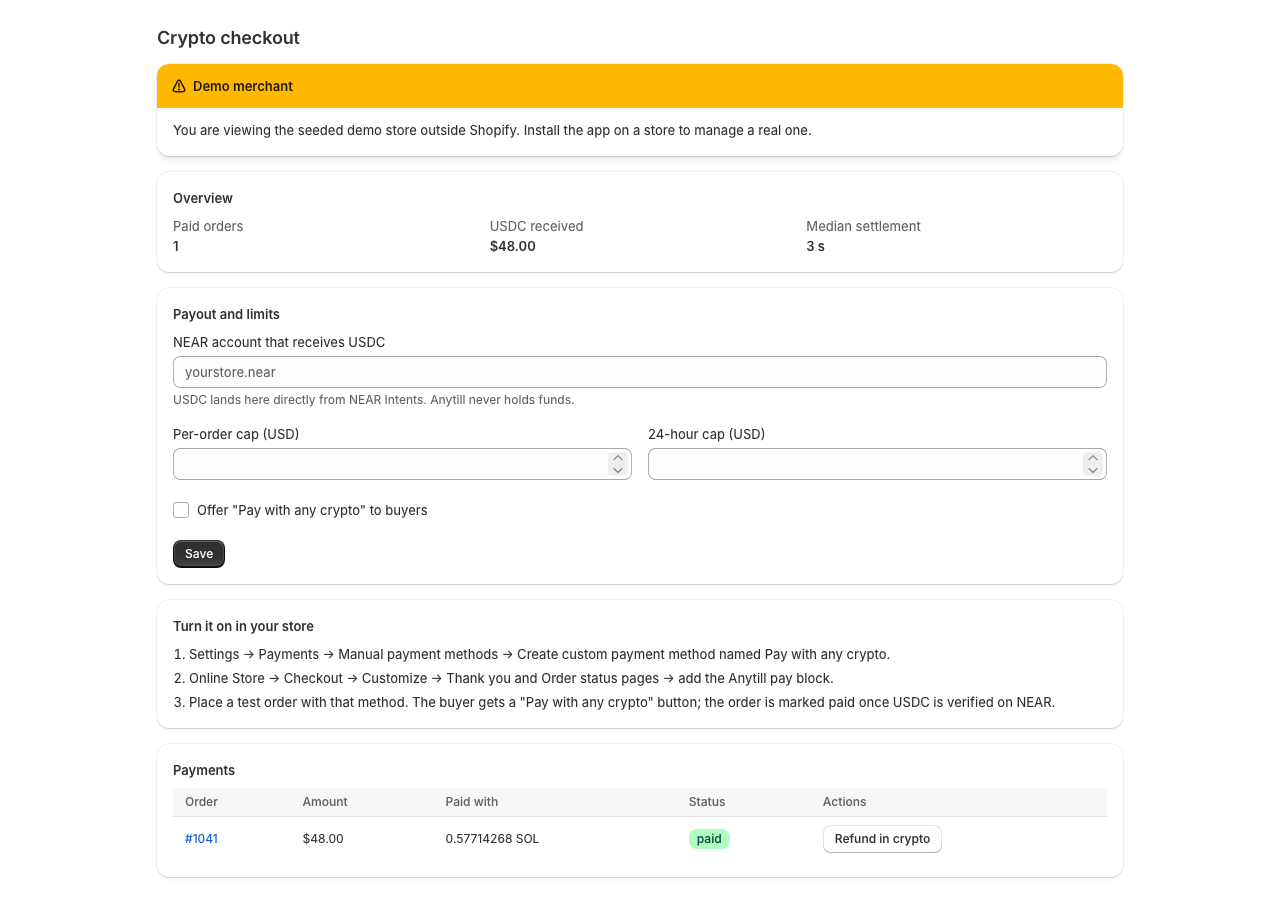 Crypto checkout
Demo merchant
You are viewing the seeded demo store outside Shopify. Install the app on a store to manage a real one.
Overview
Paid orders USDC received Median settlement
1 $48.00 3 s
Payout and limits
NEAR account that receives USDC
yourstore.near
USDC lands here directly from NEAR Intents. Anytill never holds funds.
Per-order cap (USD) 24-hour cap (USD)
Offer "Pay with any crypto" to buyers
Save
Turn it on in your store
1. Settings → Payments → Manual payment methods → Create custom payment method named Pay with any crypto.
2. Online Store → Checkout → Customize → Thank you and Order status pages → add the Anytill pay block.
3. Place a test order with that method. The buyer gets a "Pay with any crypto" button; the order is marked paid once USDC is verified on NEAR.
Payments
Order Amount Paid with Status Actions
#1041 $48.00 0.57714268 SOL paid Refund in crypto